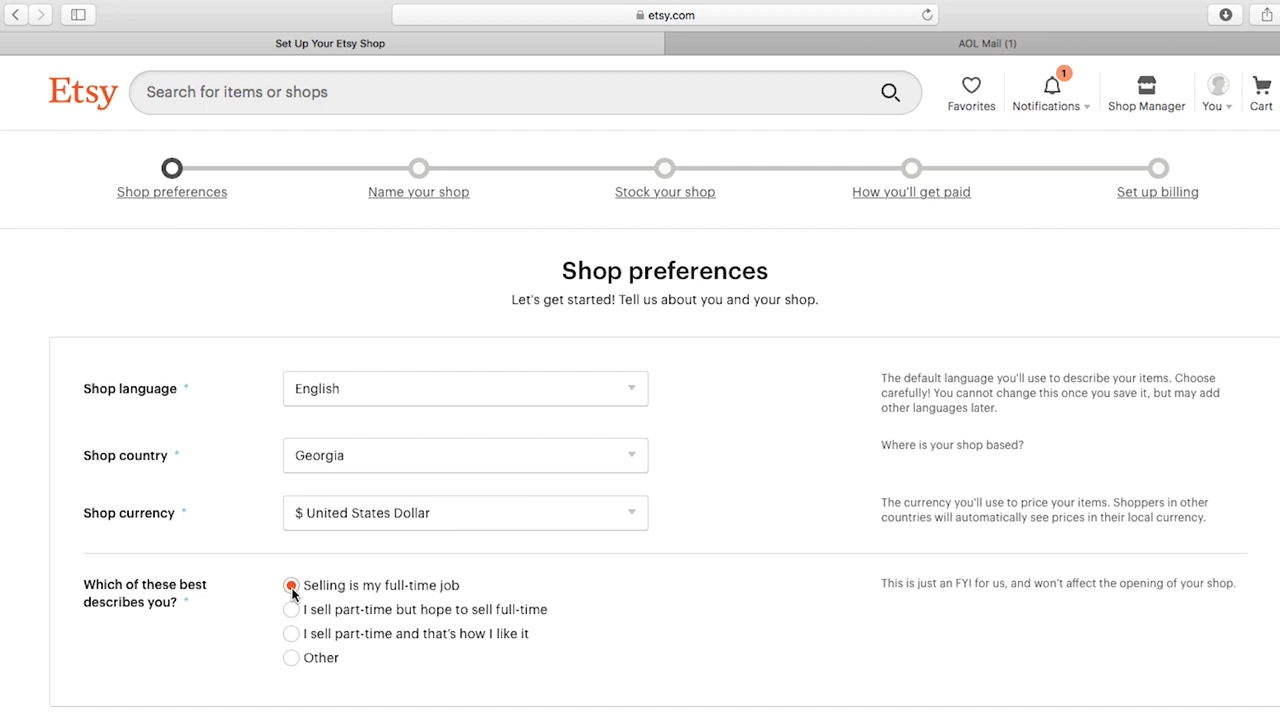 etsy.com
Set Up Your Etsy Shop
AOL Mail (1)
Etsy
Search for items or shops
Favorites
1
Notifications
Shop Manager
You
Cart
Shop preferences
Name your shop
Stock your shop
How you'll get paid
Set up billing
Shop preferences
Let's get started! Tell us about you and your shop.
Shop language *
English
The default language you'll use to describe your items. Choose
carefully! You cannot change this once you save it, but may add
other languages later.
Shop country *
Georgia
Where is your shop based?
Shop currency *
$ United States Dollar
The currency you'll use to price your items. Shoppers in other
countries will automatically see prices in their local currency.
Which of these best
describes you? *
Selling is my full-time job
I sell part-time but hope to sell full-time
I sell part-time and that's how I like it
Other
This is just an FYI for us, and won't affect the opening of your shop.